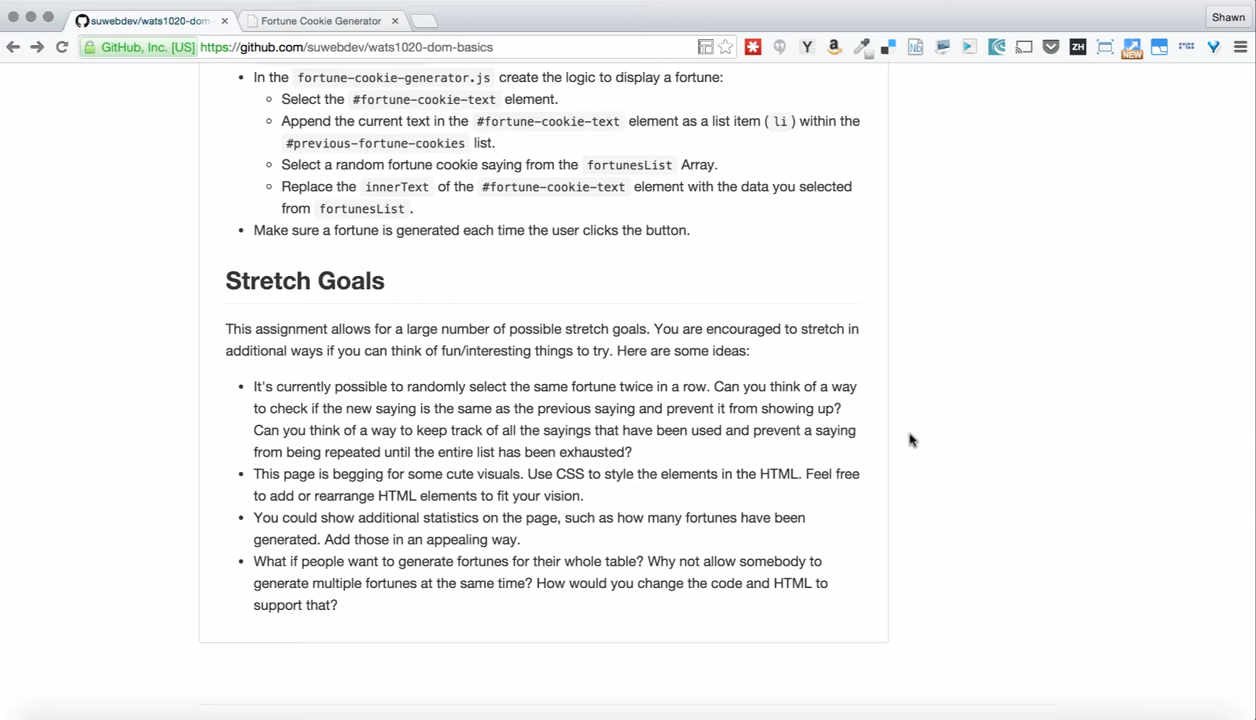 suwebdev/wats1020-dom-
Fortune Cookie Generator
Shawn
GitHub, Inc. [US] https://github.com/suwebdev/wats1020-dom-basics
Y
Nb
ZH
NEW
• In the fortune-cookie-generator.js create the logic to display a fortune:
Select the #fortune-cookie-text element.
Append the current text in the #fortune-cookie-text element as a list item ( li ) within the
#previous-fortune-cookies list.
Select a random fortune cookie saying from the fortunesList Array.
Replace the innerText of the #fortune-cookie-text element with the data you selected
from fortunesList .
• Make sure a fortune is generated each time the user clicks the button.
Stretch Goals
This assignment allows for a large number of possible stretch goals. You are encouraged to stretch in
additional ways if you can think of fun/interesting things to try. Here are some ideas:
• It's currently possible to randomly select the same fortune twice in a row. Can you think of a way
to check if the new saying is the same as the previous saying and prevent it from showing up?
Can you think of a way to keep track of all the sayings that have been used and prevent a saying
from being repeated until the entire list has been exhausted?
• This page is begging for some cute visuals. Use CSS to style the elements in the HTML. Feel free
to add or rearrange HTML elements to fit your vision.
• You could show additional statistics on the page, such as how many fortunes have been
generated. Add those in an appealing way.
• What if people want to generate fortunes for their whole table? Why not allow somebody to
generate multiple fortunes at the same time? How would you change the code and HTML to
support that?